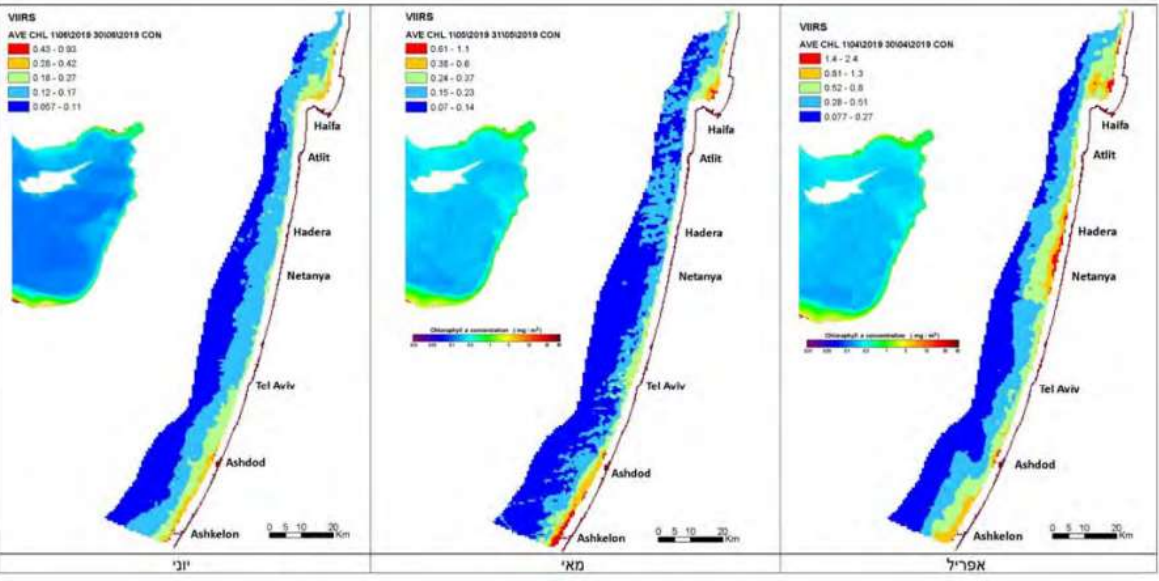 VIIRS
AVE CHL 1\06\2019 30\06\2019 CON
0.43 - 0.93
0.28 - 0.42
0.18 - 0.27
0.12 - 0.17
0.057 - 0.11
Haifa
Atlit
Hadera
Netanya
Tel Aviv
Ashdod
Ashkelon
0 5 10 20
Km
יוני
VIIRS
AVE CHL 1\05\2019 31\05\2019 CON
0.61 - 1.1
0.38 - 0.6
0.24 - 0.37
0.15 - 0.23
0.07 - 0.14
Haifa
Atlit
Hadera
Netanya
Chlorophyll a concentration ( mg / m³)
Tel Aviv
Ashdod
Ashkelon
0 5 10 20
Km
מאי
VIIRS
AVE CHL 1\04\2019 30\04\2019 CON
1.4 - 2.4
0.81 - 1.3
0.52 - 0.8
0.28 - 0.51
0.077 - 0.27
Haifa
Atlit
Hadera
Netanya
Chlorophyll a concentration ( mg / m³)
Tel Aviv
Ashdod
Ashkelon
0 5 10 20
Km
אפריל